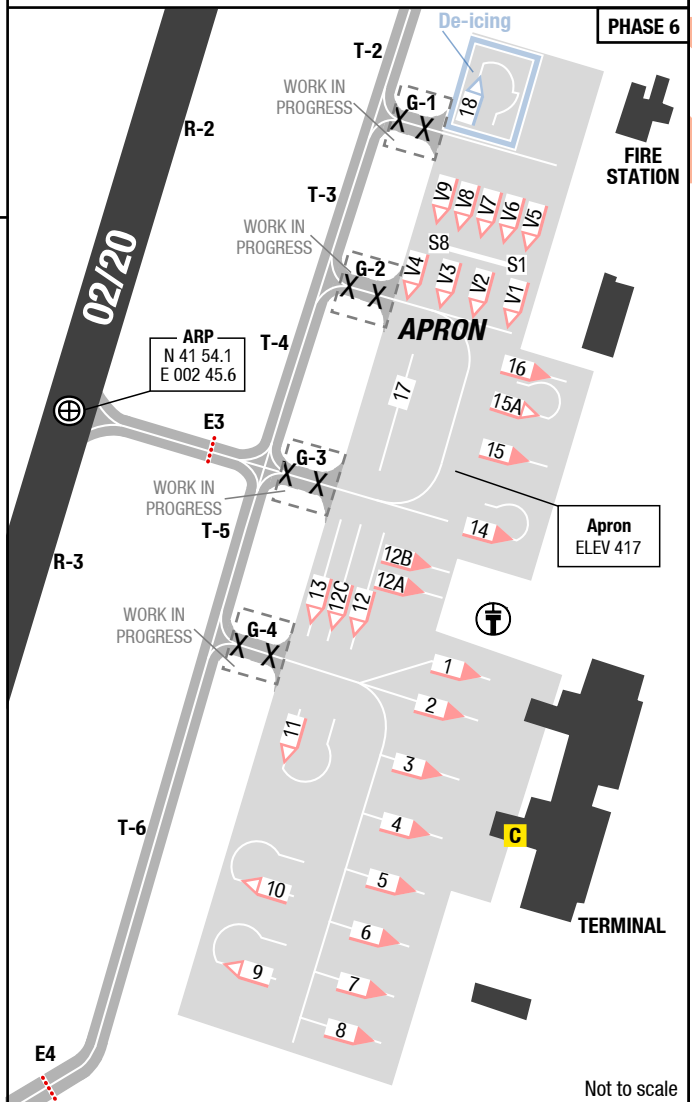 De-icing
PHASE 6
T-2
WORK IN
PROGRESS
G-1
18
R-2
FIRE
STATION
T-3
V9
V8
V7
V6
V5
WORK IN
PROGRESS
S8
S1
G-2
V4
V3
V2
V1
02/20
APRON
ARP
N 41 54.1
E 002 45.6
T-4
16
17
15A
E3
15
G-3
WORK IN
PROGRESS
T-5
14
Apron
ELEV 417
R-3
12B
12A
13
12C
12
WORK IN
PROGRESS
G-4
1
2
11
3
T-6
4
C
5
10
6
TERMINAL
9
7
8
E4
Not to scale